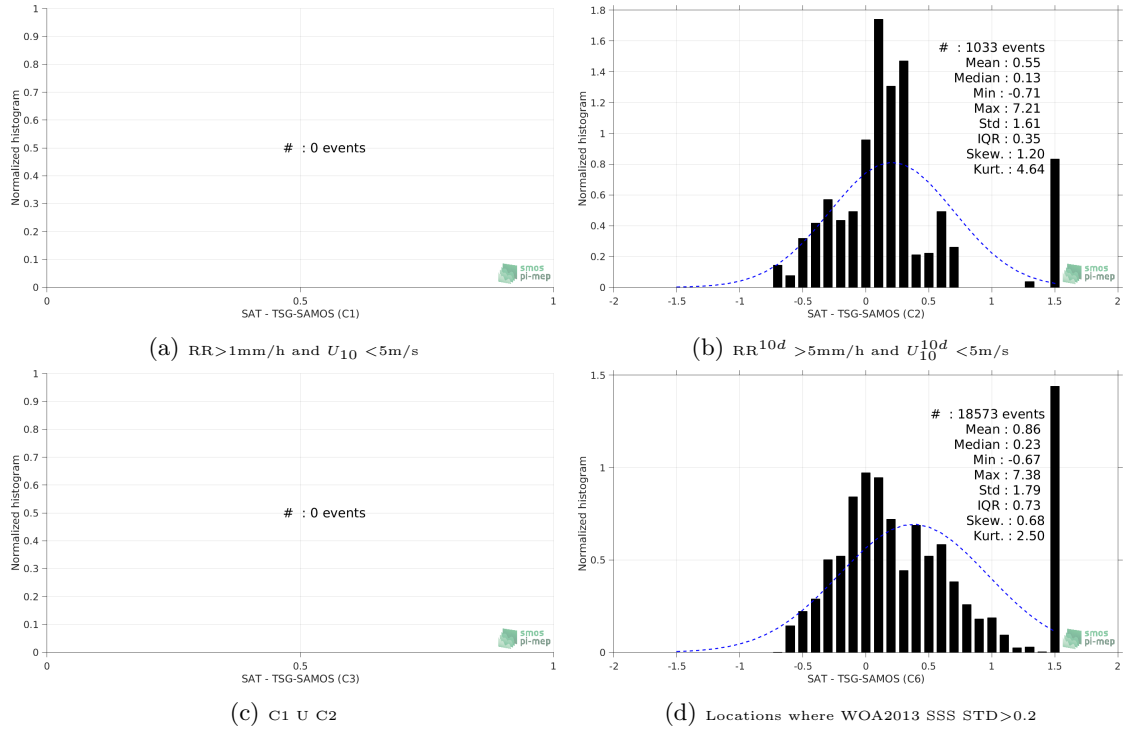 1
0.9
0.8
0.7
0.6
0.5
0.4
0.3
0.2
0.1
0
Normalized histogram
# : 0 events
smos
pi-mep
0
0.5
1
SAT - TSG-SAMOS (C1)
(a) RR>1mm/h and U10 <5m/s
1.8
1.6
1.4
1.2
1
0.8
0.6
0.4
0.2
0
Normalized histogram
# : 1033 events
Mean : 0.55
Median : 0.13
Min : -0.71
Max : 7.21
Std : 1.61
IQR : 0.35
Skew. : 1.20
Kurt. : 4.64
smos
pi-mep
-2
-1.5
-1
-0.5
0
0.5
1
1.5
2
SAT - TSG-SAMOS (C2)
(b) RR^10d >5mm/h and U10^10d <5m/s
1
0.9
0.8
0.7
0.6
0.5
0.4
0.3
0.2
0.1
0
Normalized histogram
# : 0 events
smos
pi-mep
0
0.5
1
SAT - TSG-SAMOS (C3)
(c) C1 U C2
1.5
1
0.5
0
Normalized histogram
# : 18573 events
Mean : 0.86
Median : 0.23
Min : -0.67
Max : 7.38
Std : 1.79
IQR : 0.73
Skew. : 0.68
Kurt. : 2.50
smos
pi-mep
-2
-1.5
-1
-0.5
0
0.5
1
1.5
2
SAT - TSG-SAMOS (C6)
(d) Locations where WOA2013 SSS STD>0.2